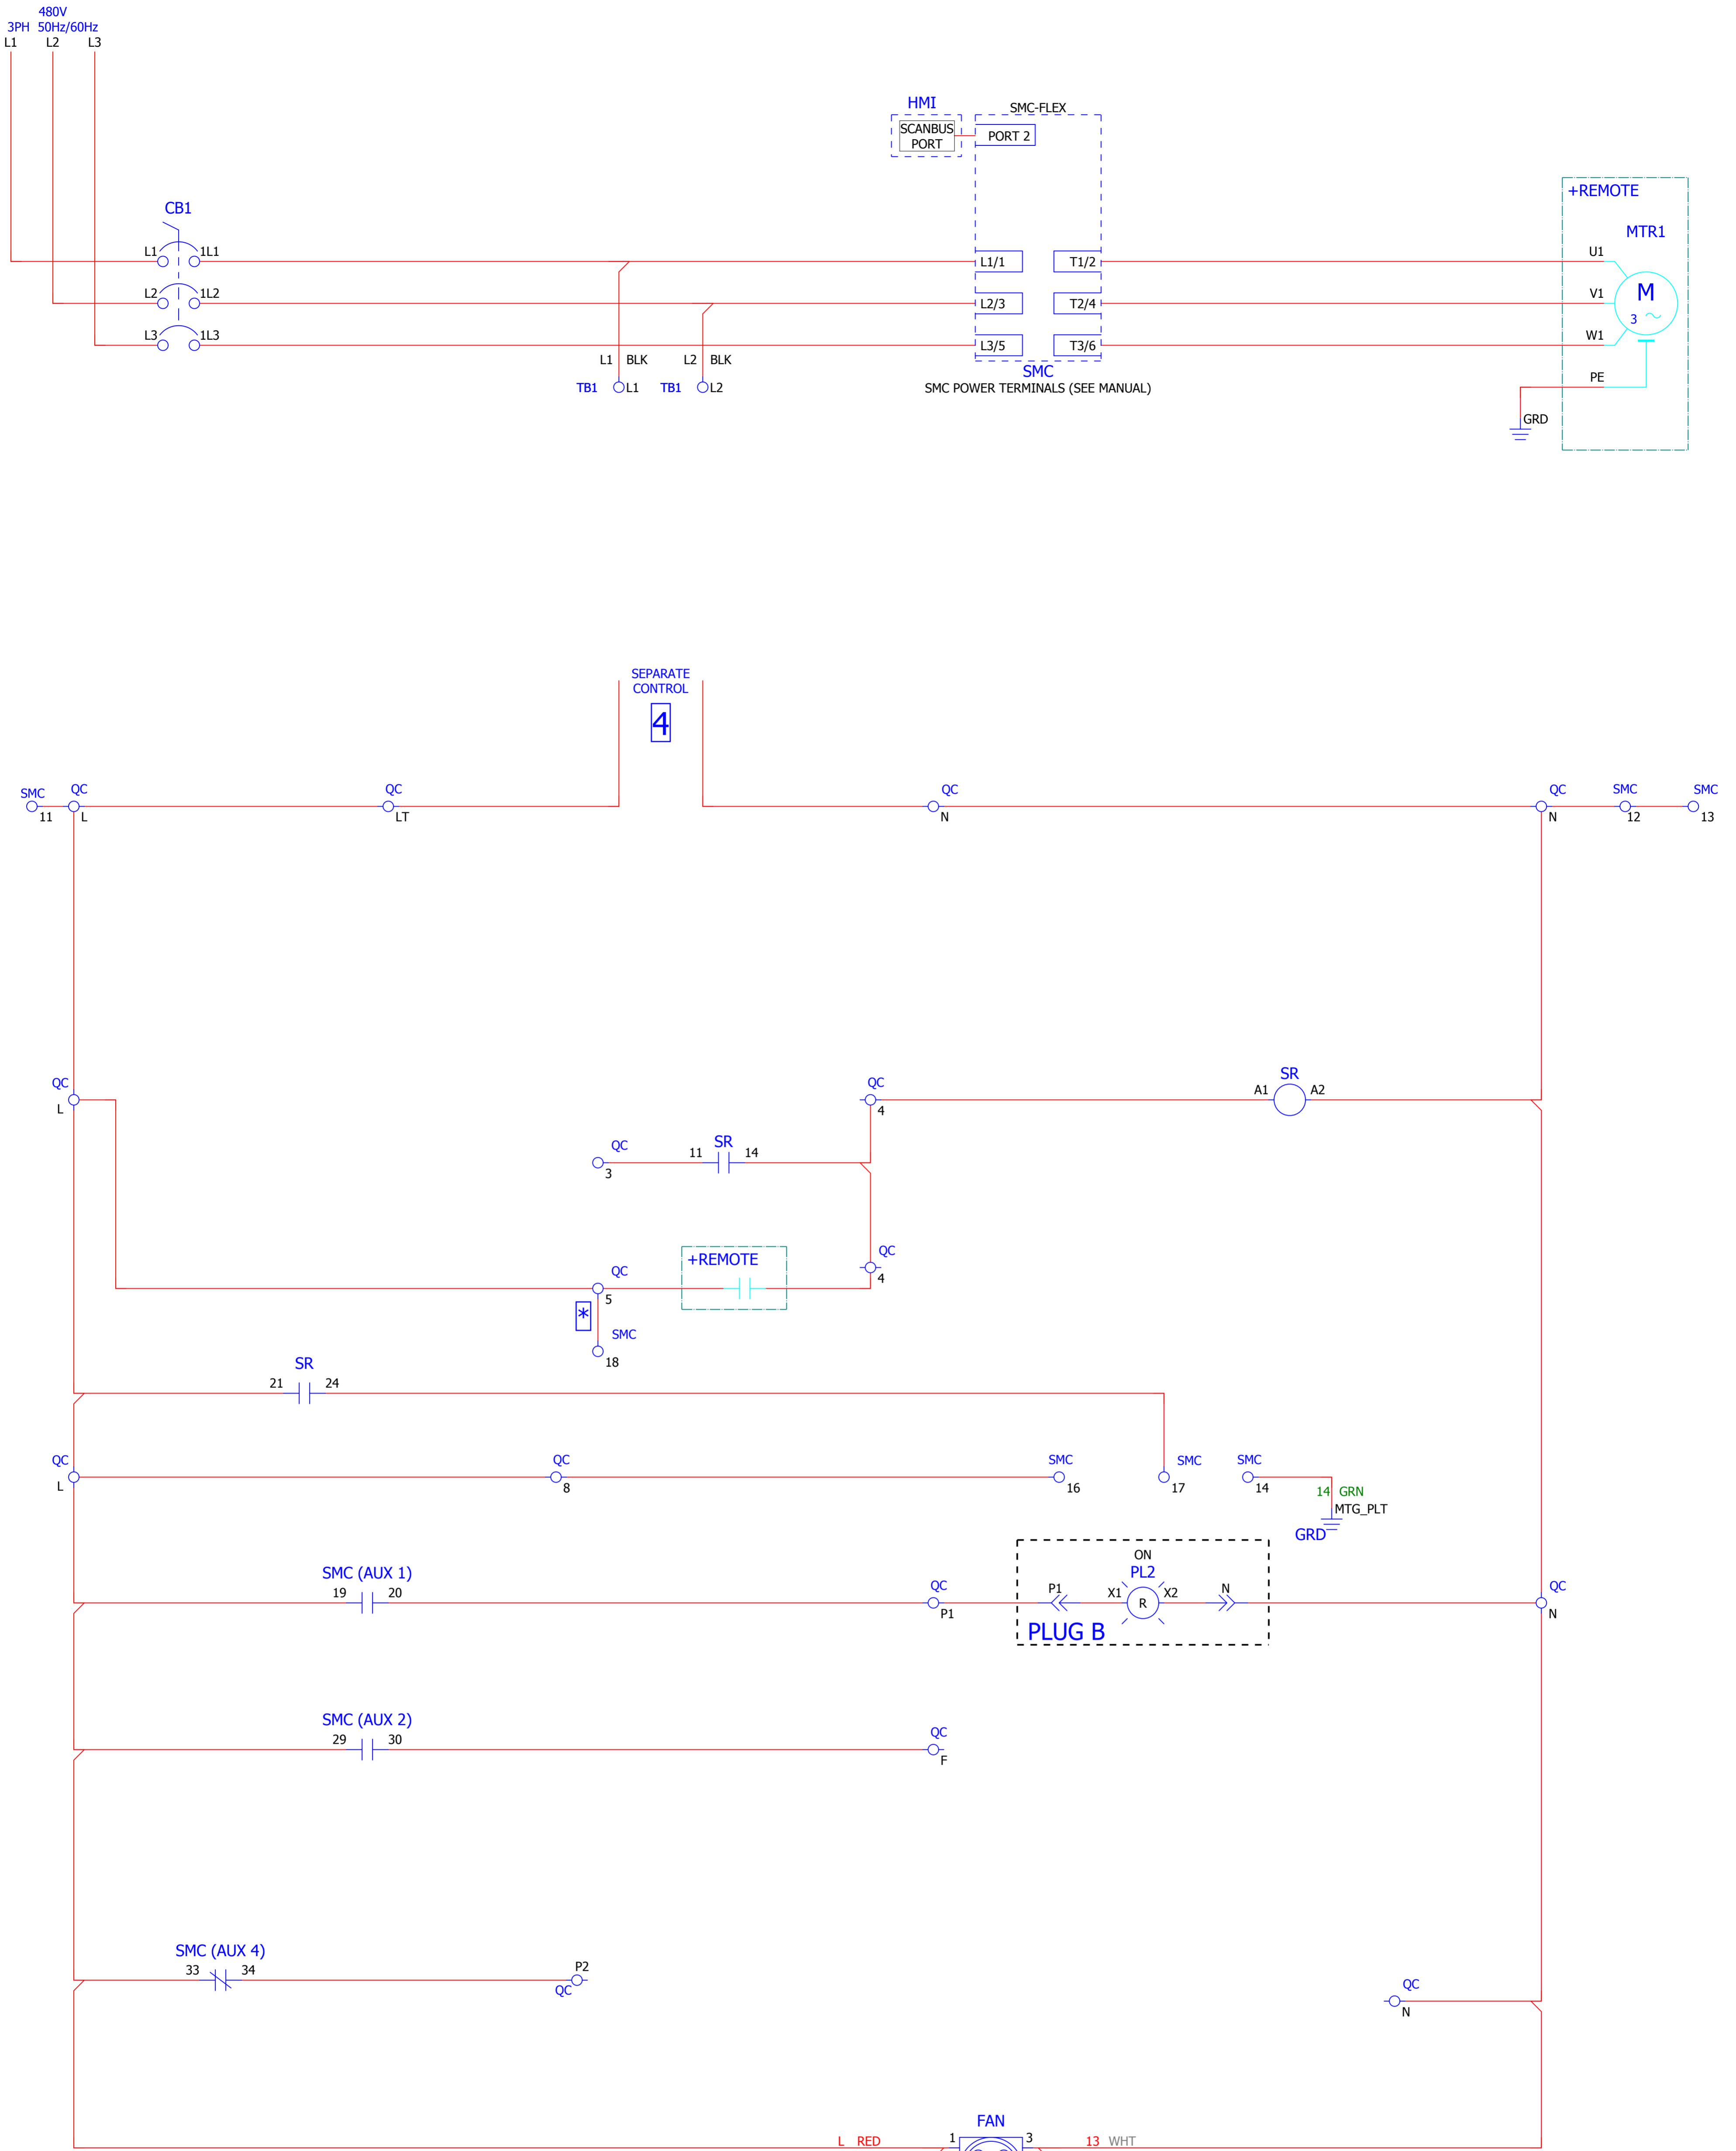 480V
3PH 50Hz/60Hz
L1 L2 L3
HMI
SMC-FLEX
SCANBUS
PORT
PORT 2
+REMOTE
CB1
MTR1
L1 1L1 L1/1 T1/2 U1
L2 1L2 L2/3 T2/4 V1
M
3
L3 1L3 L3/5 T3/6 W1
L1 BLK L2 BLK
SMC
TB1 L1 TB1 L2
SMC POWER TERMINALS (SEE MANUAL)
PE
GRD
SEPARATE
CONTROL
4
SMC QC QC QC QC SMC SMC
11 L LT N N 12 13
QC QC SR
A1 A2
L 4
QC SR
11 14
3
QC
+REMOTE
4
QC
5
*
SMC
18
SR
21 24
QC QC SMC SMC SMC
L 8 16 17 14
14 GRN
MTG_PLT
GRD
ON
PL2
SMC (AUX 1)
19 20 QC P1 X1 R X2 N QC
P1 N
PLUG B
SMC (AUX 2)
29 30 QC
F
SMC (AUX 4)
33 34 P2
QC
QC
N
FAN
L RED 1 3 13 WHT